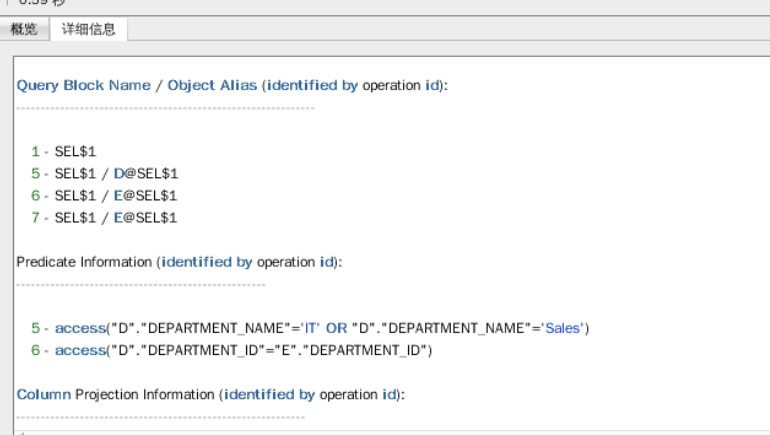 0.59 秒
概览 详细信息
Query Block Name / Object Alias (identified by operation id):
-------------------------------------------------------------
1 - SEL$1
5 - SEL$1 / D@SEL$1
6 - SEL$1 / E@SEL$1
7 - SEL$1 / E@SEL$1
Predicate Information (identified by operation id):
---------------------------------------------------
5 - access("D"."DEPARTMENT_NAME"='IT' OR "D"."DEPARTMENT_NAME"='Sales')
6 - access("D"."DEPARTMENT_ID"="E"."DEPARTMENT_ID")
Column Projection Information (identified by operation id):
-----------------------------------------------------------